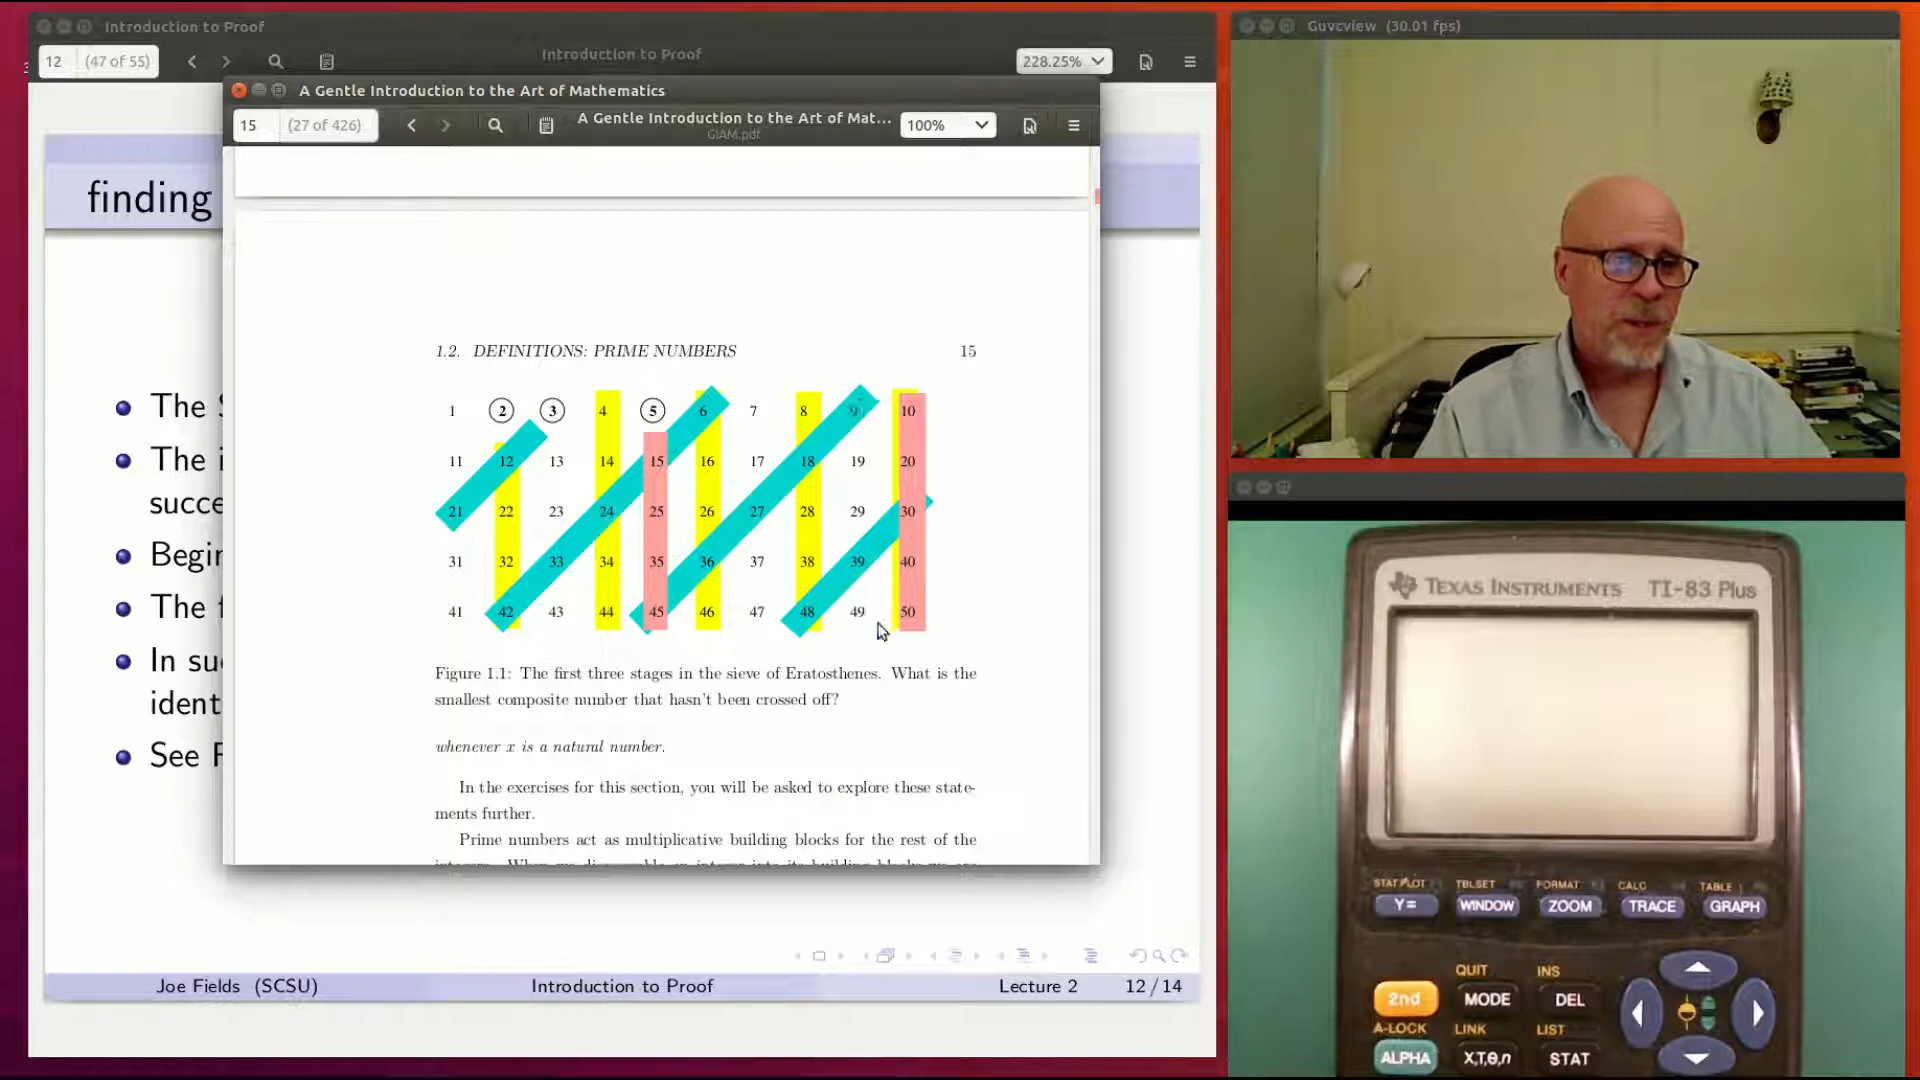 Introduction to Proof
12 (47 of 55)
Introduction to Proof
228.25%
A Gentle Introduction to the Art of Mathematics
15 (27 of 426)
A Gentle Introduction to the Art of Mat...
GIAM.pdf
100%
finding
1.2. DEFINITIONS: PRIME NUMBERS 15
1 2 3 4 5 6 7 8 9 10
11 12 13 14 15 16 17 18 19 20
21 22 23 24 25 26 27 28 29 30
31 32 33 34 35 36 37 38 39 40
41 42 43 44 45 46 47 48 49 50
Figure 1.1: The first three stages in the sieve of Eratosthenes. What is the
smallest composite number that hasn't been crossed off?
whenever x is a natural number.
In the exercises for this section, you will be asked to explore these state-
ments further.
Prime numbers act as multiplicative building blocks for the rest of the
The
The
succe
Begin
The
In su
ident
See
Joe Fields (SCSU) Introduction to Proof Lecture 2 12 / 14
Guvcview (30.01 fps)
TEXAS INSTRUMENTS TI-83 Plus
STAT PLOT TBLSET FORMAT CALC TABLE
Y= WINDOW ZOOM TRACE GRAPH
QUIT INS
2nd MODE DEL
A-LOCK LINK LIST
ALPHA X,T,θ,n STAT